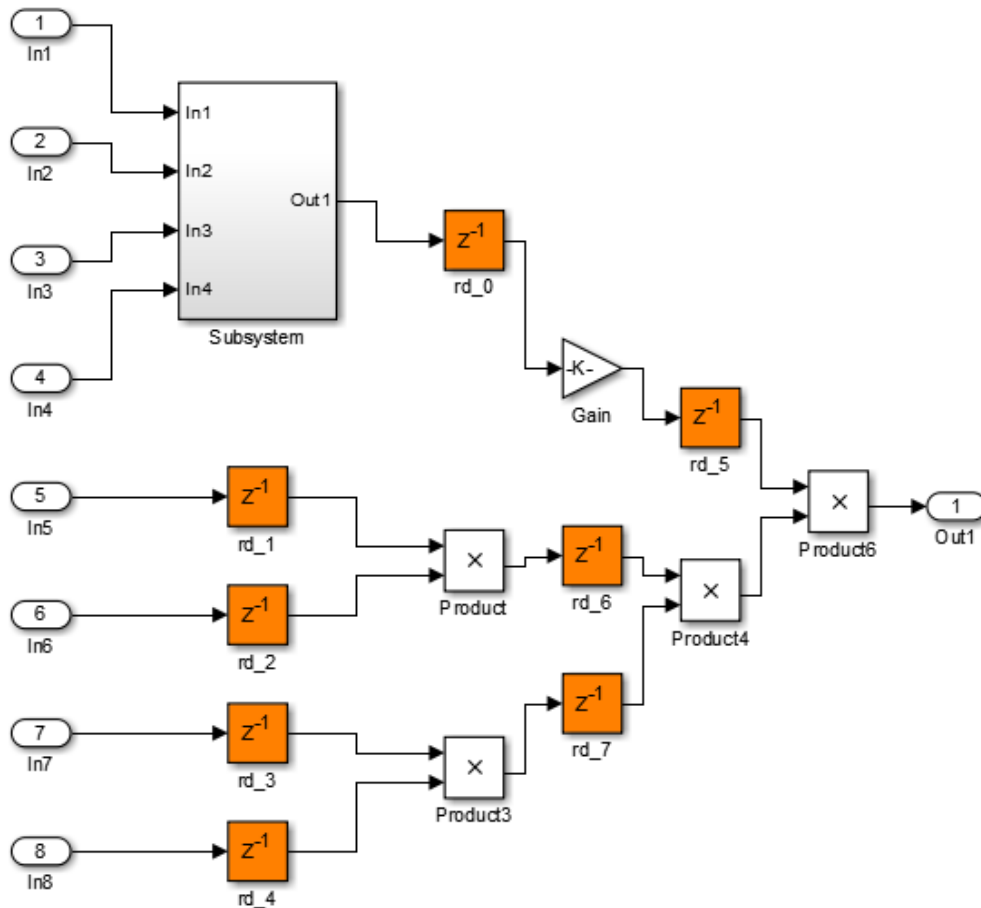 1
In1
2
In2
3
In3
4
In4
In1
In2
In3
In4
Out1
Subsystem
Z-1
rd_0
-K-
Gain
Z-1
rd_5
5
In5
Z-1
rd_1
6
In6
Z-1
rd_2
×
Product
Z-1
rd_6
×
Product4
×
Product6
1
Out1
7
In7
Z-1
rd_3
8
In8
Z-1
rd_4
×
Product3
Z-1
rd_7